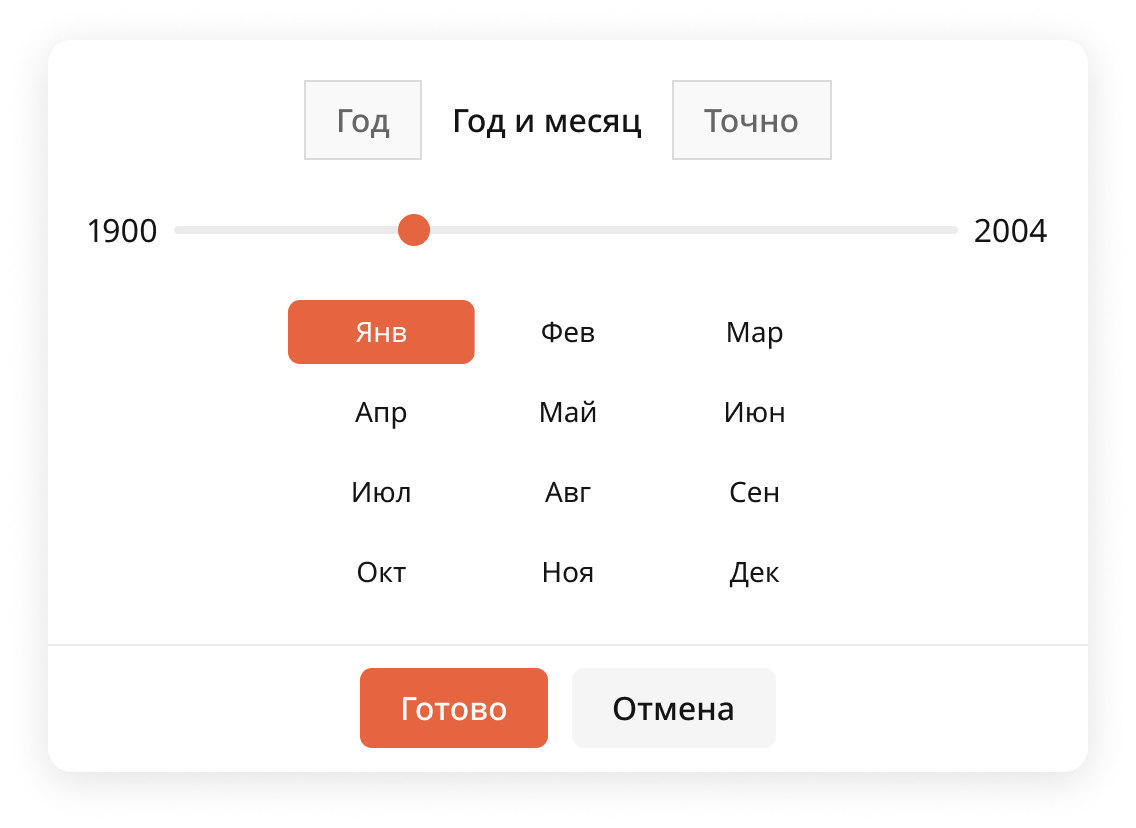 Год Год и месяц Точно
1900 2004
Янв Фев Мар
Апр Май Июн
Июл Авг Сен
Окт Ноя Дек
Готово Отмена